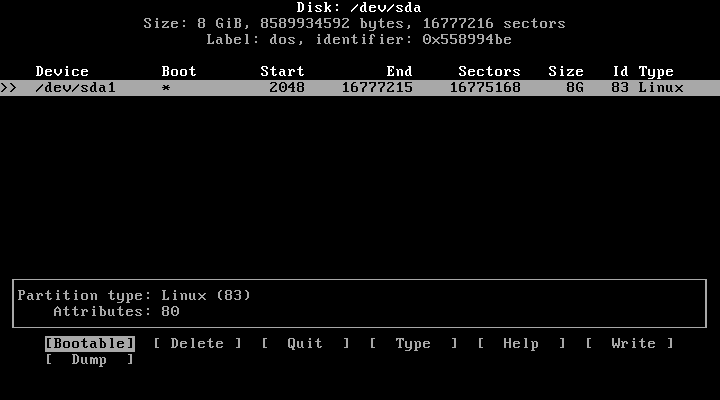 Disk: /dev/sda
Size: 8 GiB, 8589934592 bytes, 16777216 sectors
Label: dos, identifier: 0x558994be
Device Boot Start End Sectors Size Id Type
>> /dev/sda1 * 2048 16777215 16775168 8G 83 Linux
Partition type: Linux (83)
Attributes: 80
[Bootable] [ Delete ] [ Quit ] [ Type ] [ Help ] [ Write ]
[ Dump ]